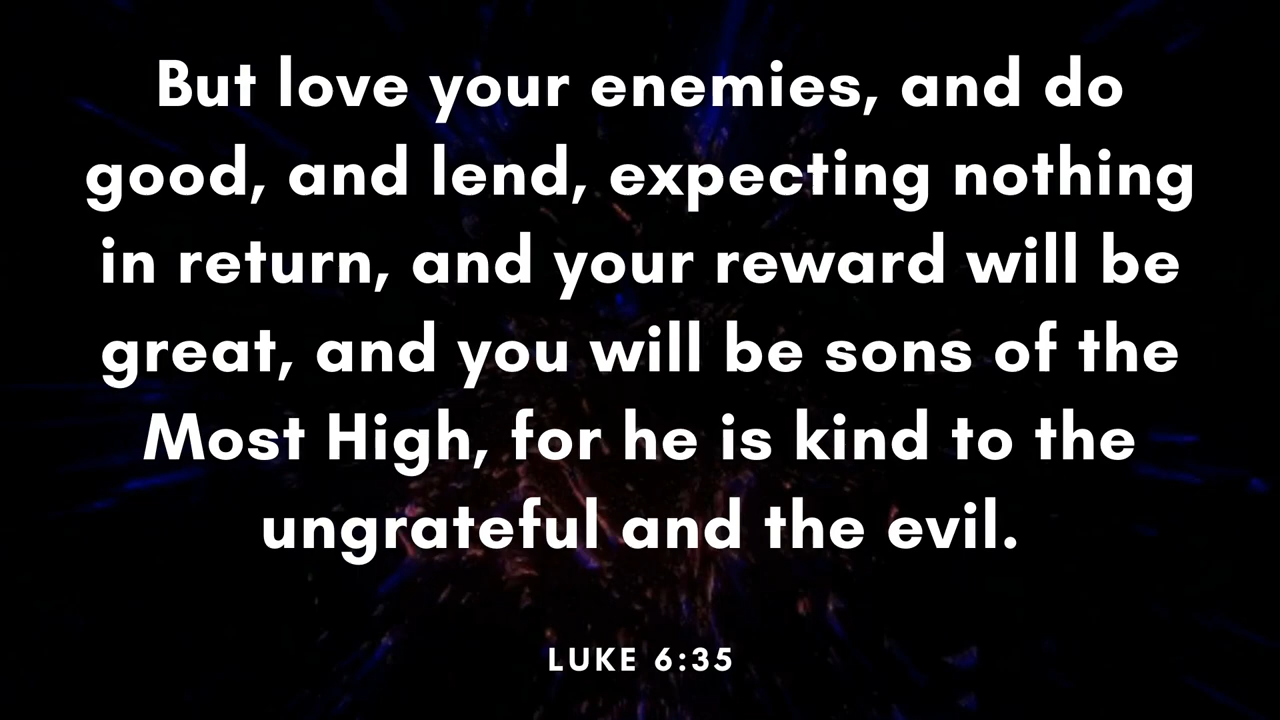 But love your enemies, and do
good, and lend, expecting nothing
in return, and your reward will be
great, and you will be sons of the
Most High, for he is kind to the
ungrateful and the evil.
LUKE 6:35